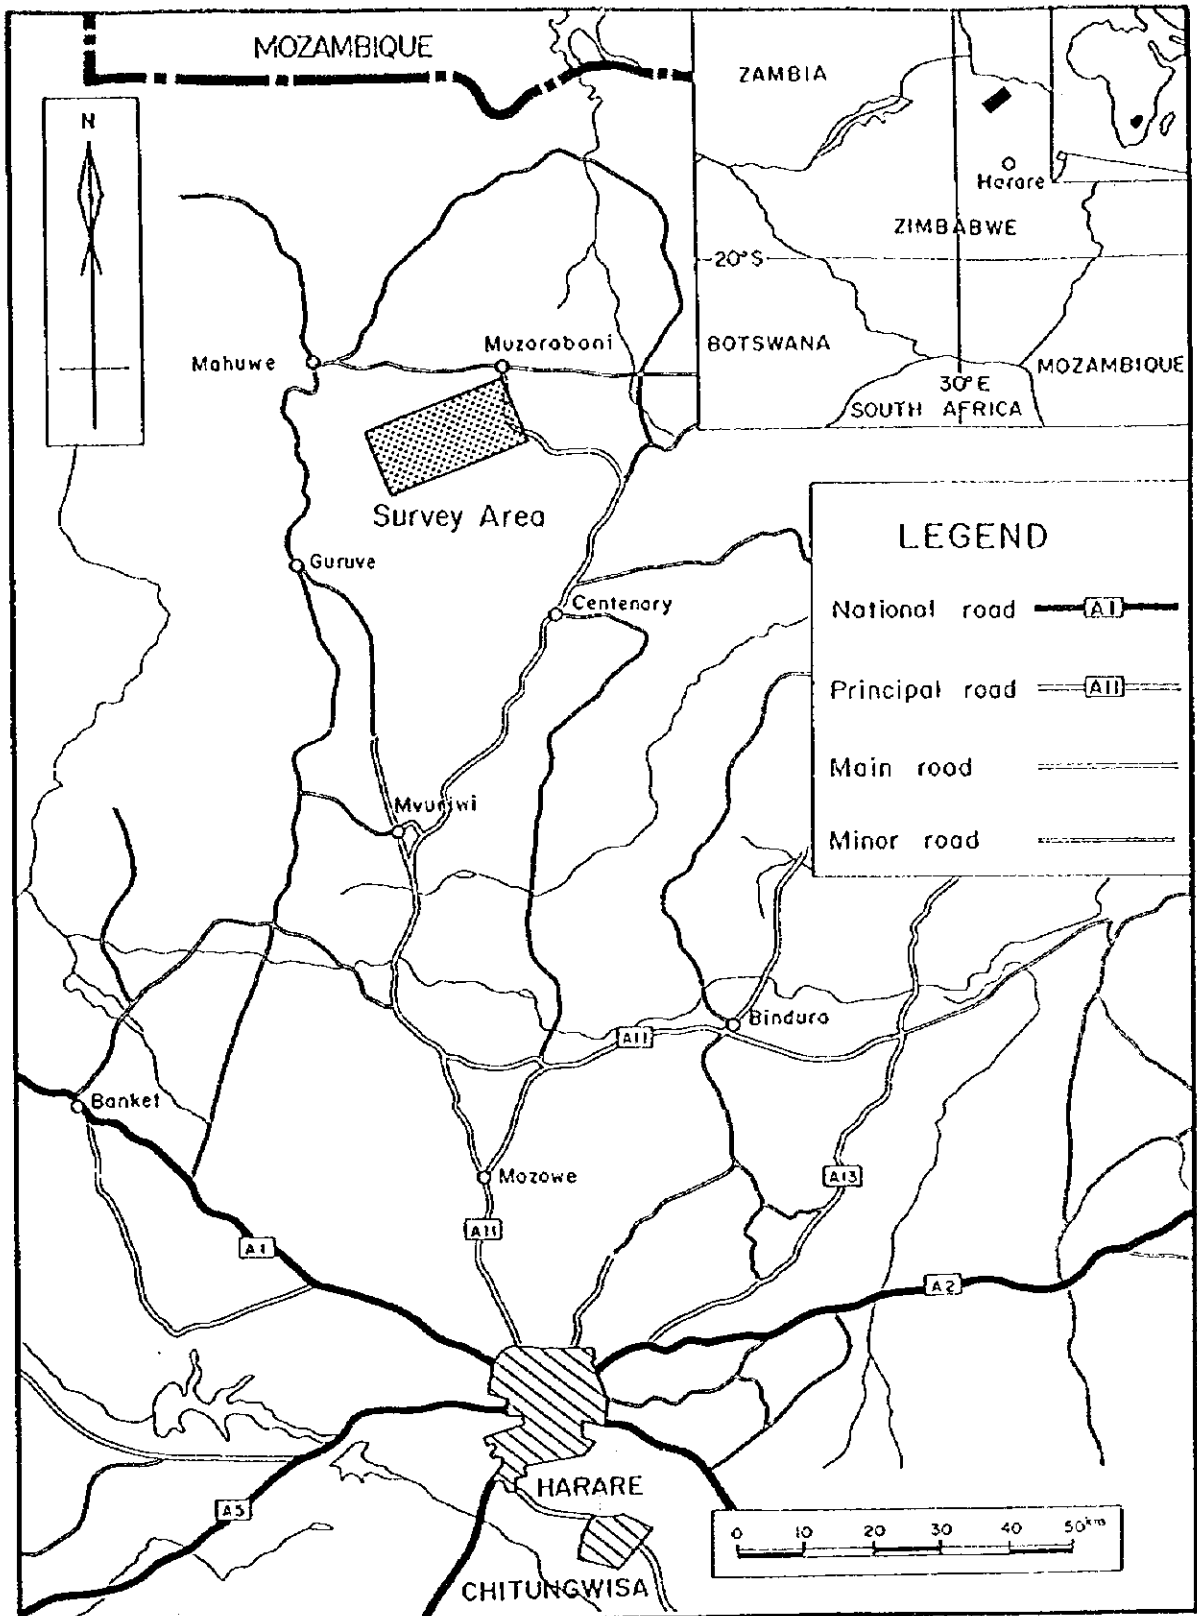 MOZAMBIQUE
N
ZAMBIA
Harare
ZIMBABWE
20°S
BOTSWANA
MOZAMBIQUE
30°E
SOUTH AFRICA
Mahuwe
Muzarabani
Survey Area
Guruve
Centenary
LEGEND
National road A1
Principal road A11
Main road
Minor road
Mvurwi
Bindura
A11
Banket
Mazowe
A13
A11
A1
A2
HARARE
A5
CHITUNGWISA
0 10 20 30 40 50km